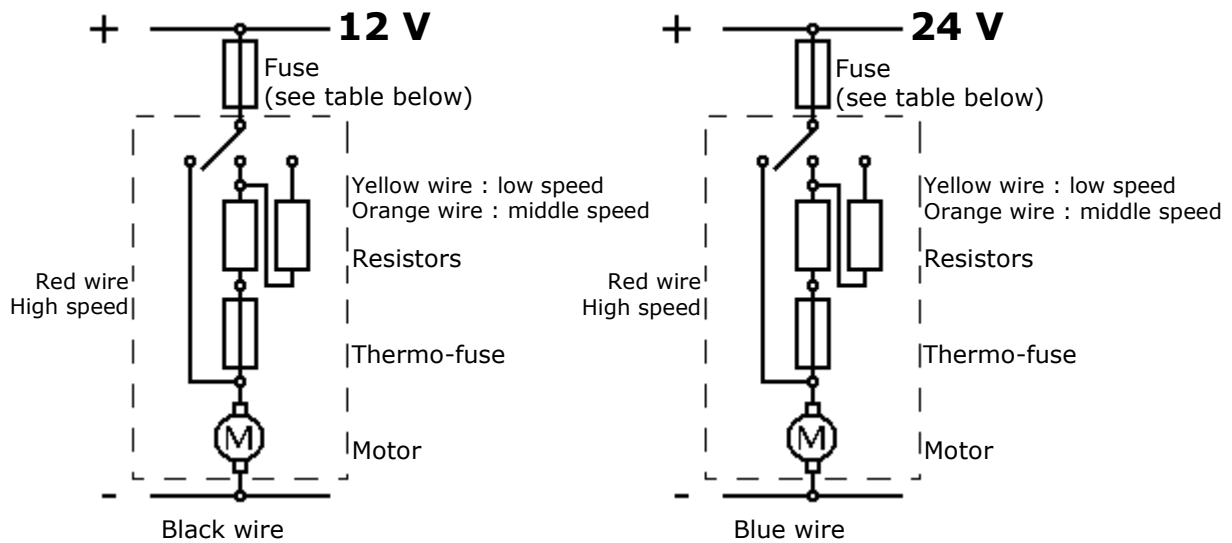 + 12 V
Fuse
(see table below)
Yellow wire : low speed
Orange wire : middle speed
Resistors
Red wire
High speed
Thermo-fuse
M
Motor
-
Black wire
+ 24 V
Fuse
(see table below)
Yellow wire : low speed
Orange wire : middle speed
Resistors
Red wire
High speed
Thermo-fuse
M
Motor
-
Blue wire